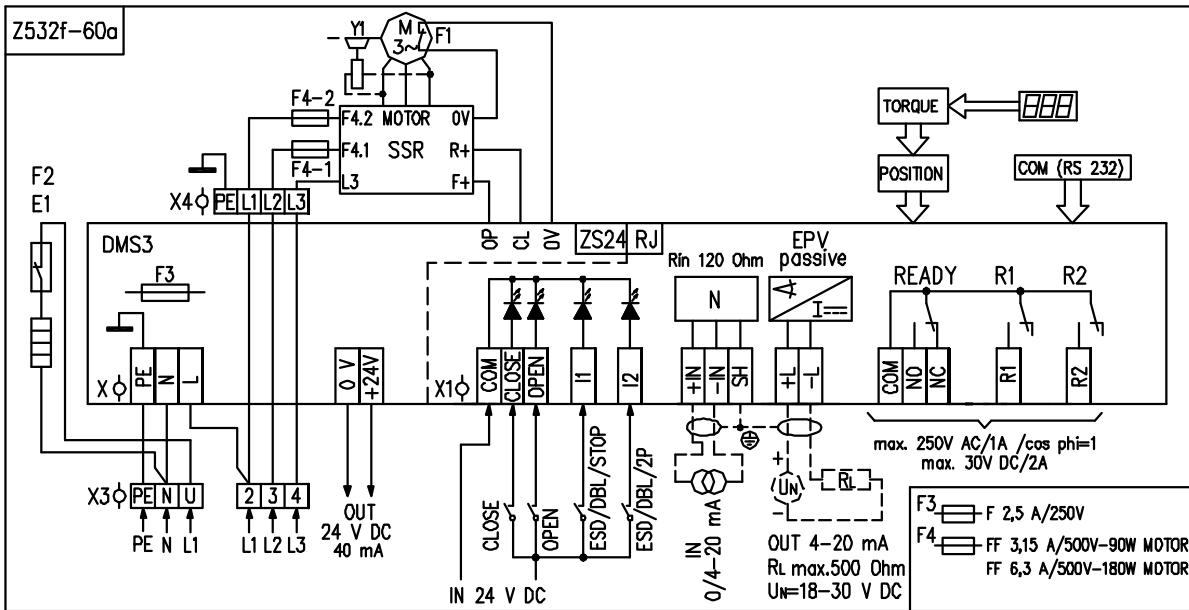 Z532f-60a
Y1
M
3~
F1
F4-2
F4.2
MOTOR
0V
SSR
F4.1
R+
F4-1
L3
F+
TORQUE
POSITION
COM (RS 232)
F2
E1
X4
PE L1 L2 L3
DMS3
OP
CL
0V
ZS24
RJ
F3
Rin 120 Ohm
N
EPV
passive
I
READY
R1
R2
X
PE
N
L
0 V
+24V
X1
COM
CLOSE
OPEN
I1
I2
+IN
-IN
SH
+L
-L
COM
NO
NC
R1
R2
max. 250V AC/1A /cos phi=1
max. 30V DC/2A
X3
PE N U
2 3 4
PE N L1
L1 L2 L3
OUT
24 V DC
40 mA
CLOSE
OPEN
ESD/DBL/STOP
ESD/DBL/2P
IN 24 V DC
IN
0/4-20 mA
+
UN
-
RL
OUT 4-20 mA
RL max.500 Ohm
UN=18-30 V DC
F3
F 2,5 A/250V
F4
FF 3,15 A/500V-90W MOTOR
FF 6,3 A/500V-180W MOTOR